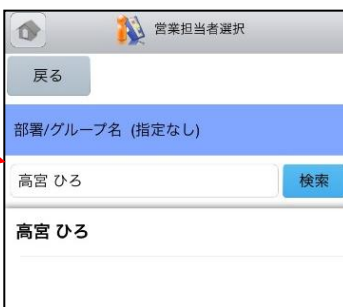 営業担当者選択
戻る
部署/グループ名 (指定なし)
高宮 ひろ
検索
高宮 ひろ